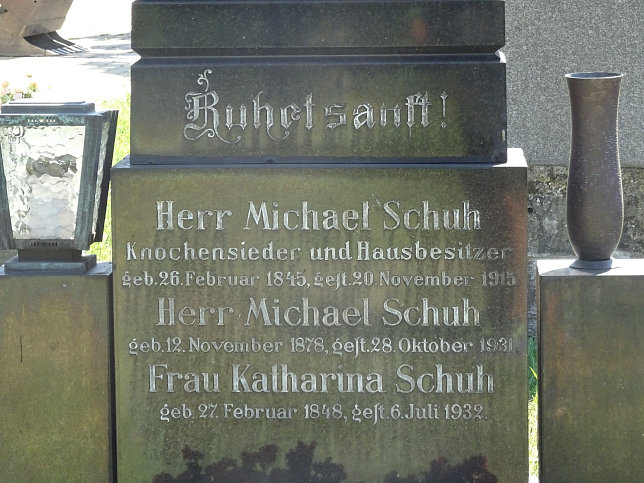 Ruhet sanft!
Herr Michael Schuh
Knochensieder und Hausbesitzer
geb. 26. Februar 1845, geſt. 20. November 1915.
Herr Michael Schuh
geb. 12. November 1878, geſt. 28. Oktober 1931.
Frau Katharina Schuh
geb. 27. Februar 1848, geſt. 6. Juli 1932.